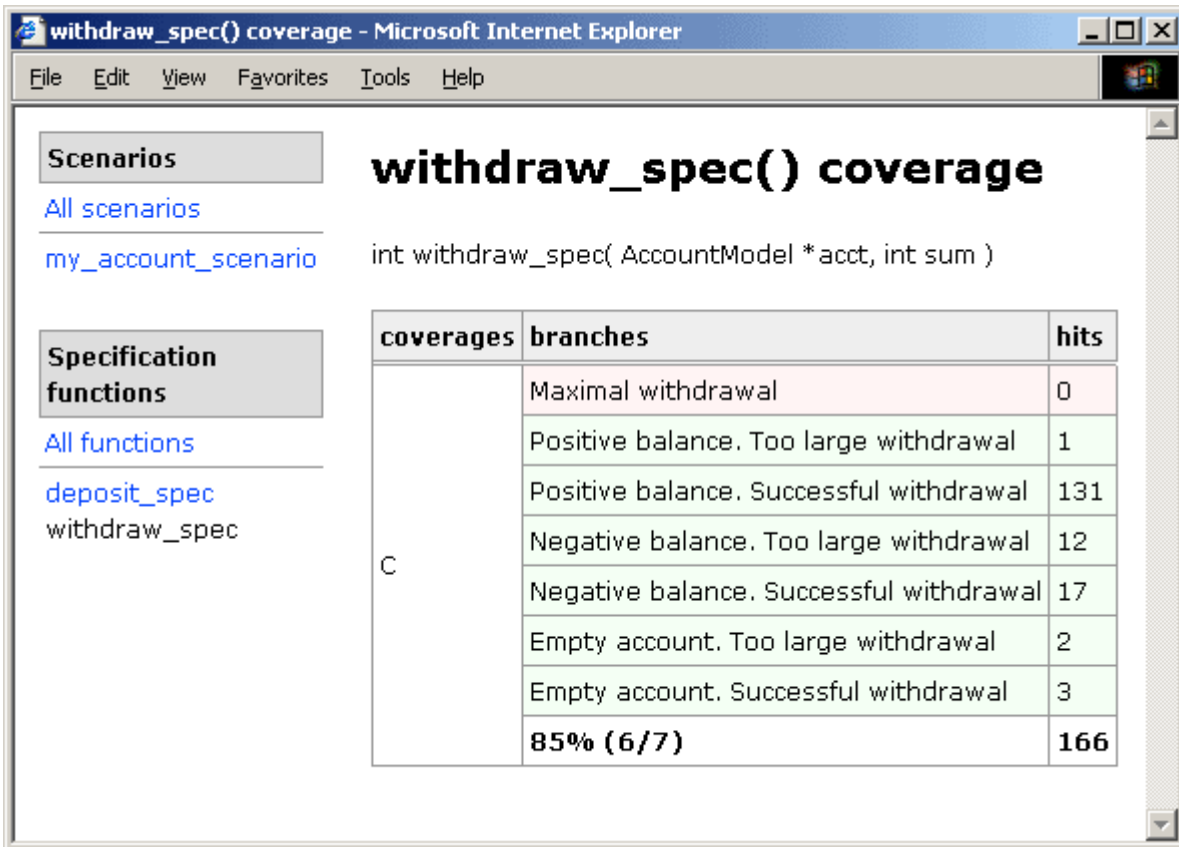 withdraw_spec() coverage - Microsoft Internet Explorer
File Edit View Favorites Tools Help
Scenarios
All scenarios
my_account_scenario
Specification
functions
All functions
deposit_spec
withdraw_spec
withdraw_spec() coverage
int withdraw_spec( AccountModel *acct, int sum )
coverages branches hits
C
Maximal withdrawal 0
Positive balance. Too large withdrawal 1
Positive balance. Successful withdrawal 131
Negative balance. Too large withdrawal 12
Negative balance. Successful withdrawal 17
Empty account. Too large withdrawal 2
Empty account. Successful withdrawal 3
85% (6/7) 166